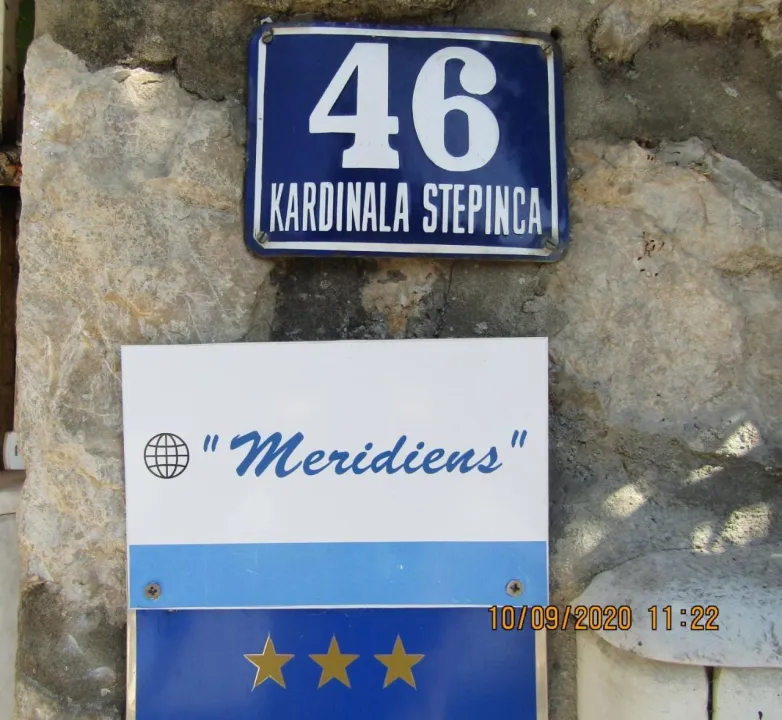 46
KARDINALA STEPINCA
"Meridiens"
10/09/2020 11:22